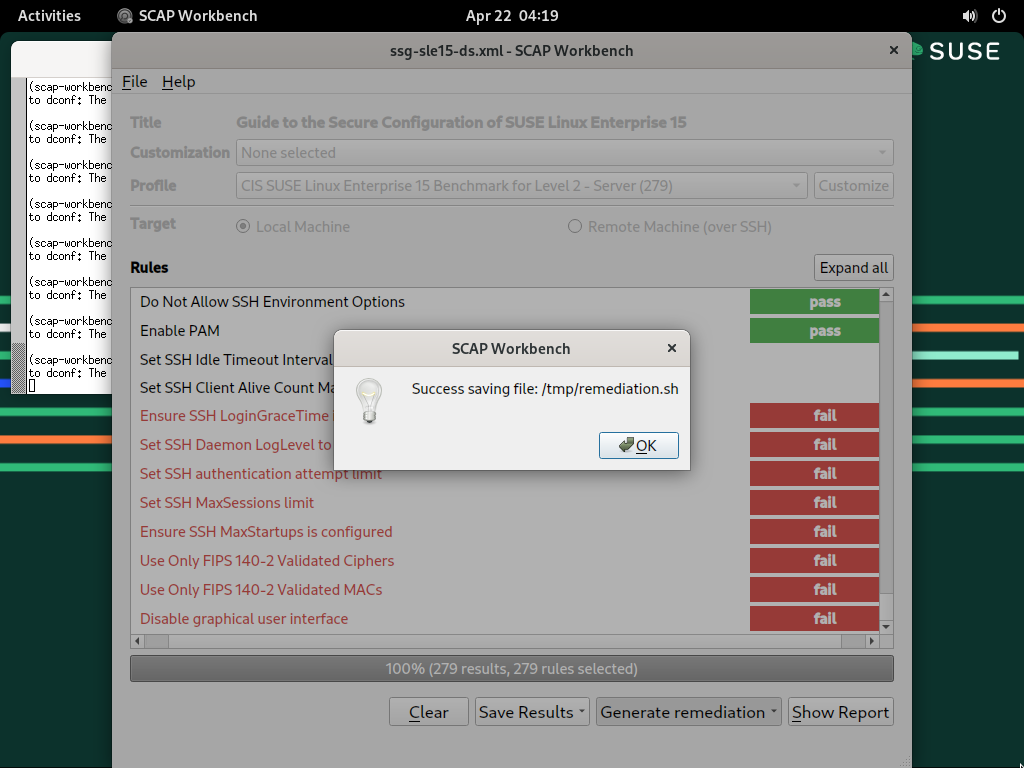 Activities
SCAP Workbench
Apr 22 04:19
ssg-sle15-ds.xml - SCAP Workbench
SUSE
File Help
(scap-workbenc
to dconf: The
(scap-workbenc
to dconf: The
(scap-workbenc
to dconf: The
(scap-workbenc
to dconf: The
(scap-workbenc
to dconf: The
(scap-workbenc
to dconf: The
(scap-workbenc
to dconf: The
(scap-workbenc
to dconf: The
Title Guide to the Secure Configuration of SUSE Linux Enterprise 15
Customization None selected
Profile CIS SUSE Linux Enterprise 15 Benchmark for Level 2 - Server (279) Customize
Target Local Machine Remote Machine (over SSH)
Rules Expand all
Do Not Allow SSH Environment Options pass
Enable PAM pass
Set SSH Idle Timeout Interval
Set SSH Client Alive Count Ma
Ensure SSH LoginGraceTime fail
Set SSH Daemon LogLevel to fail
Set SSH authentication attempt limit fail
Set SSH MaxSessions limit fail
Ensure SSH MaxStartups is configured fail
Use Only FIPS 140-2 Validated Ciphers fail
Use Only FIPS 140-2 Validated MACs fail
Disable graphical user interface fail
SCAP Workbench
Success saving file: /tmp/remediation.sh
OK
100% (279 results, 279 rules selected)
Clear Save Results Generate remediation Show Report